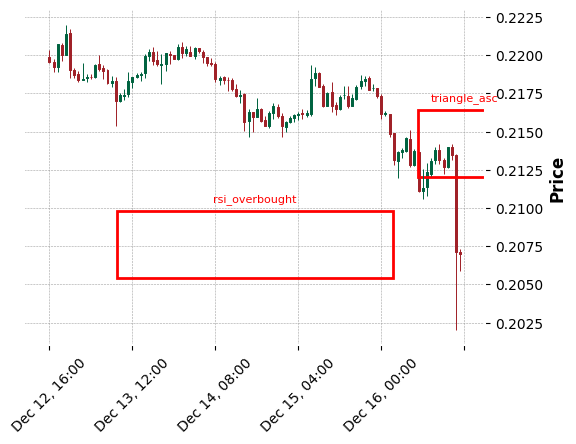 0.2225
0.2200
0.2175
triangle_asc
0.2150
0.2125
Price
rsi_overbought
0.2100
0.2075
0.2050
0.2025
Dec 12, 16:00
Dec 13, 12:00
Dec 14, 08:00
Dec 15, 04:00
Dec 16, 00:00